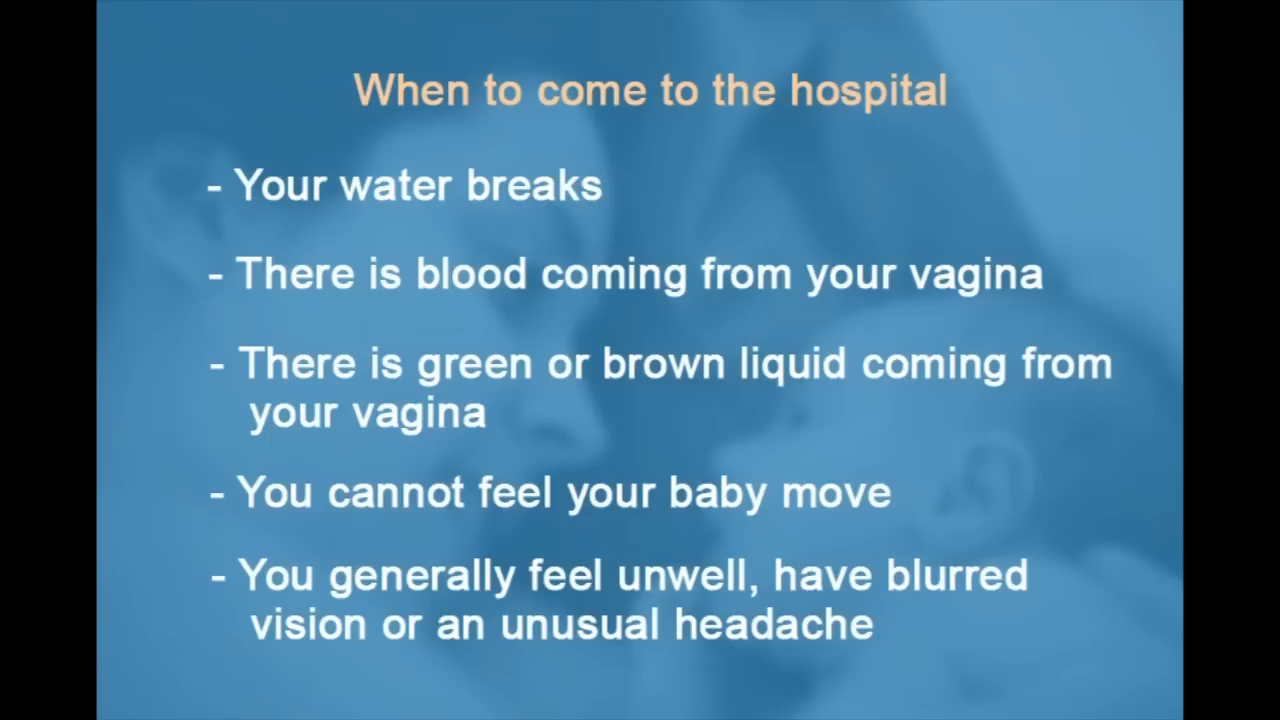 When to come to the hospital
- Your water breaks
- There is blood coming from your vagina
- There is green or brown liquid coming from
your vagina
- You cannot feel your baby move
- You generally feel unwell, have blurred
vision or an unusual headache